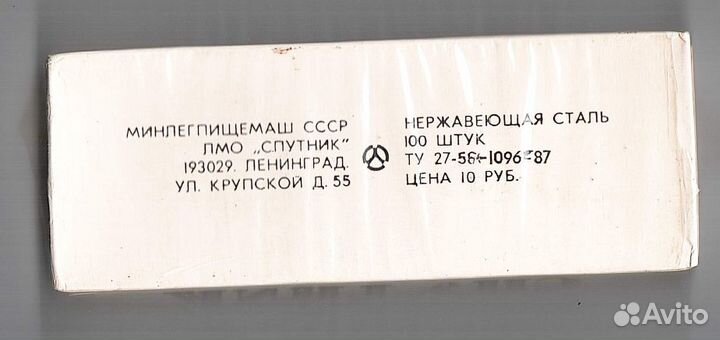 МИНЛЕГПИЩЕМАШ СССР
ЛМО „СПУТНИК"
193029. ЛЕНИНГРАД.
УЛ. КРУПСКОЙ Д. 55
НЕРЖАВЕЮЩАЯ СТАЛЬ
100 ШТУК
ТУ 27-56-1096-87
ЦЕНА 10 РУБ.
Avito